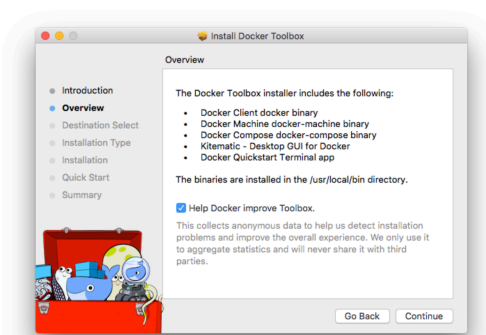 Install Docker Toolbox
Overview
Introduction
Overview
Destination Select
Installation Type
Installation
Quick Start
Summary
The Docker Toolbox installer includes the following:
• Docker Client docker binary
• Docker Machine docker-machine binary
• Docker Compose docker-compose binary
• Kitematic - Desktop GUI for Docker
• Docker Quickstart Terminal app
The binaries are installed in the /usr/local/bin directory.
Help Docker improve Toolbox.
This collects anonymous data to help us detect installation
problems and improve the overall experience. We only use it
to aggregate statistics and will never share it with third
parties.
Go Back
Continue